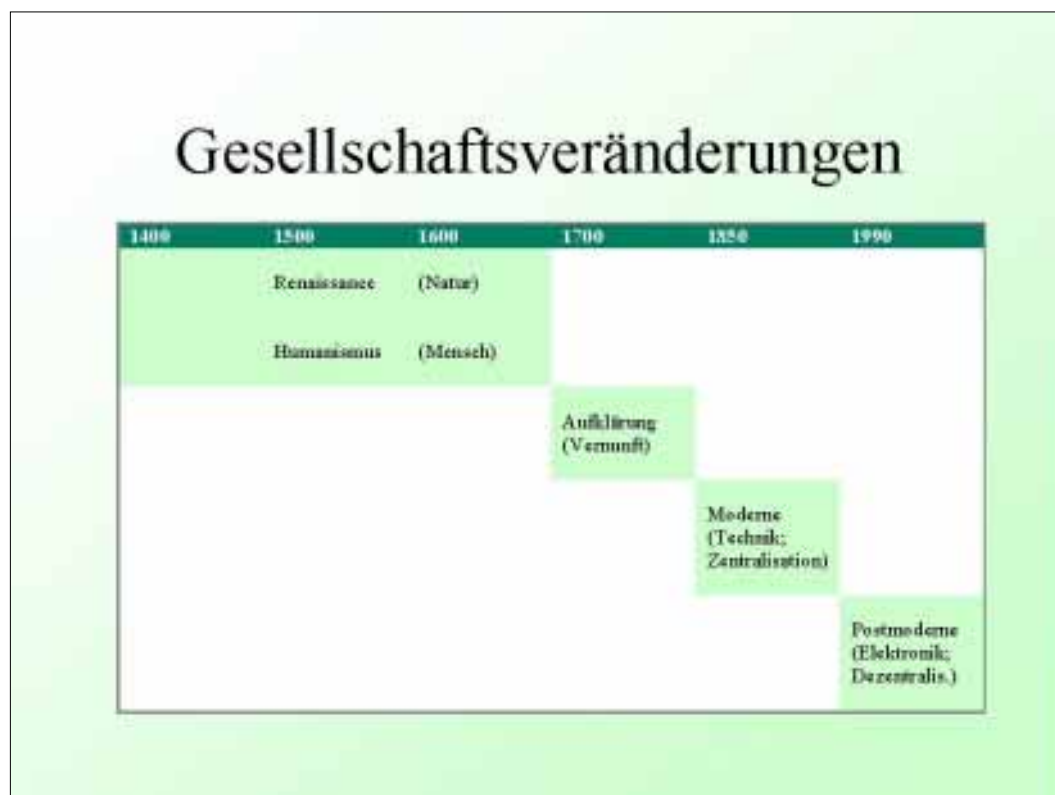 Gesellschaftsveränderungen
1400 1500 1600 1700 1850 1990
Renaissance (Natur)
Humanismus (Mensch)
Aufklärung
(Vernunft)
Moderne
(Technik;
Zentralisation)
Postmoderne
(Elektronik;
Dezentralis.)